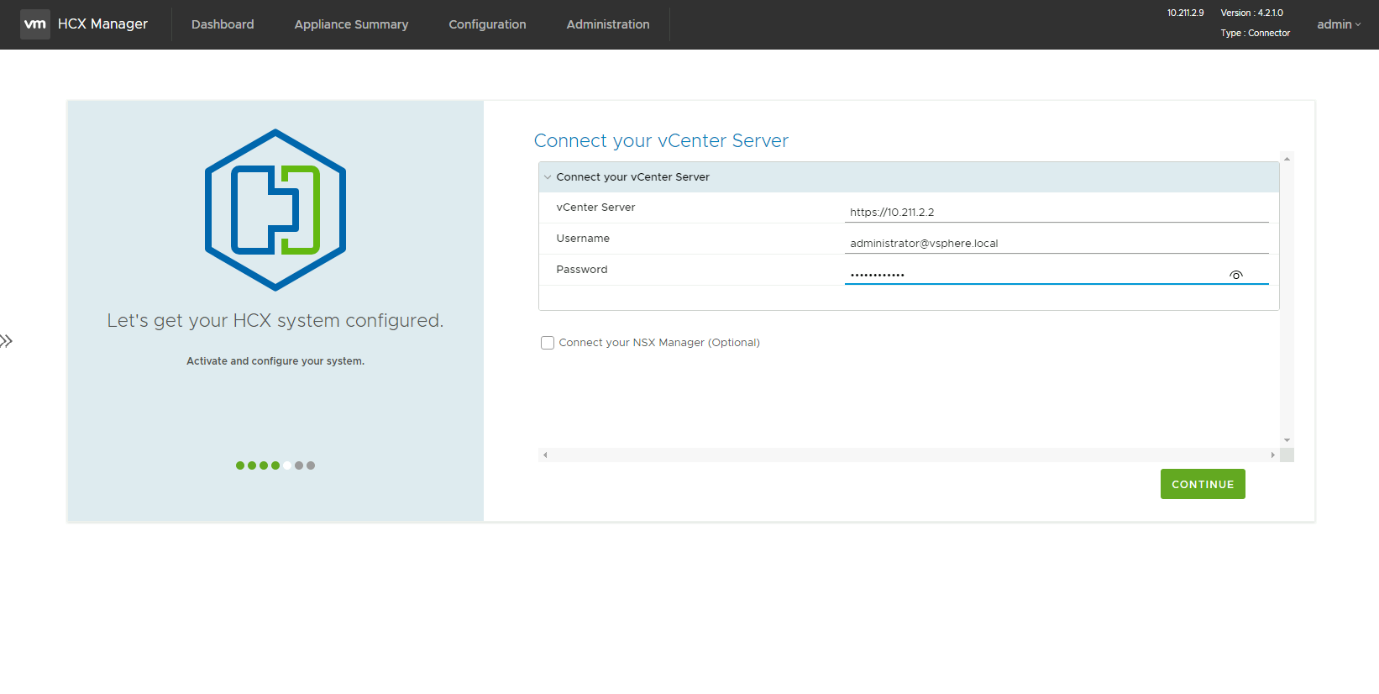 vm HCX Manager Dashboard Appliance Summary Configuration Administration 10.211.2.9 Version : 4.2.1.0 admin
Type : Connector
Connect your vCenter Server
Connect your vCenter Server
vCenter Server https://10.211.2.2
Username administrator@vsphere.local
Password ••••••••••••
Let's get your HCX system configured.
Connect your NSX Manager (Optional)
Activate and configure your system.
CONTINUE